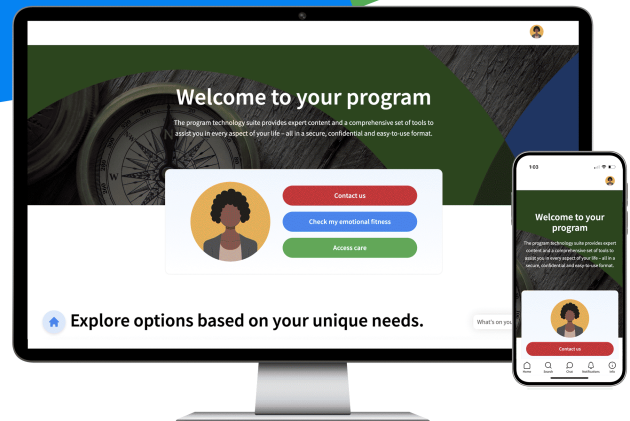 W
Welcome to your program
The program technology suite provides expert content and a comprehensive set of tools to
assist you in every aspect of your life – all in a secure, confidential and easy-to-use format.
Contact us
Check my emotional fitness
Access care
Explore options based on your unique needs.
What's on you
1:03
Welcome to your
program
The program technology suite provides expert
content and a comprehensive set of tools to
assist you in every aspect of your life – all in a
secure, confidential and easy-to-use format.
Contact us
Home
Search
Chat
Notifications
Info